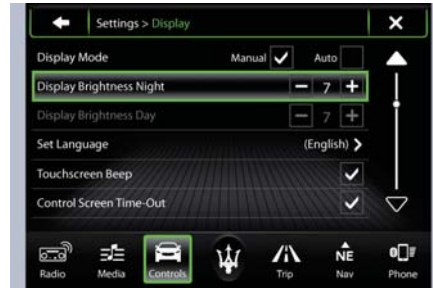 Settings > Display
Display Mode Manual Auto
Display Brightness Night - 7 +
Display Brightness Day - 7 +
Set Language (English) >
Touchscreen Beep
Control Screen Time-Out
Radio Media Controls Trip NE Nav Phone